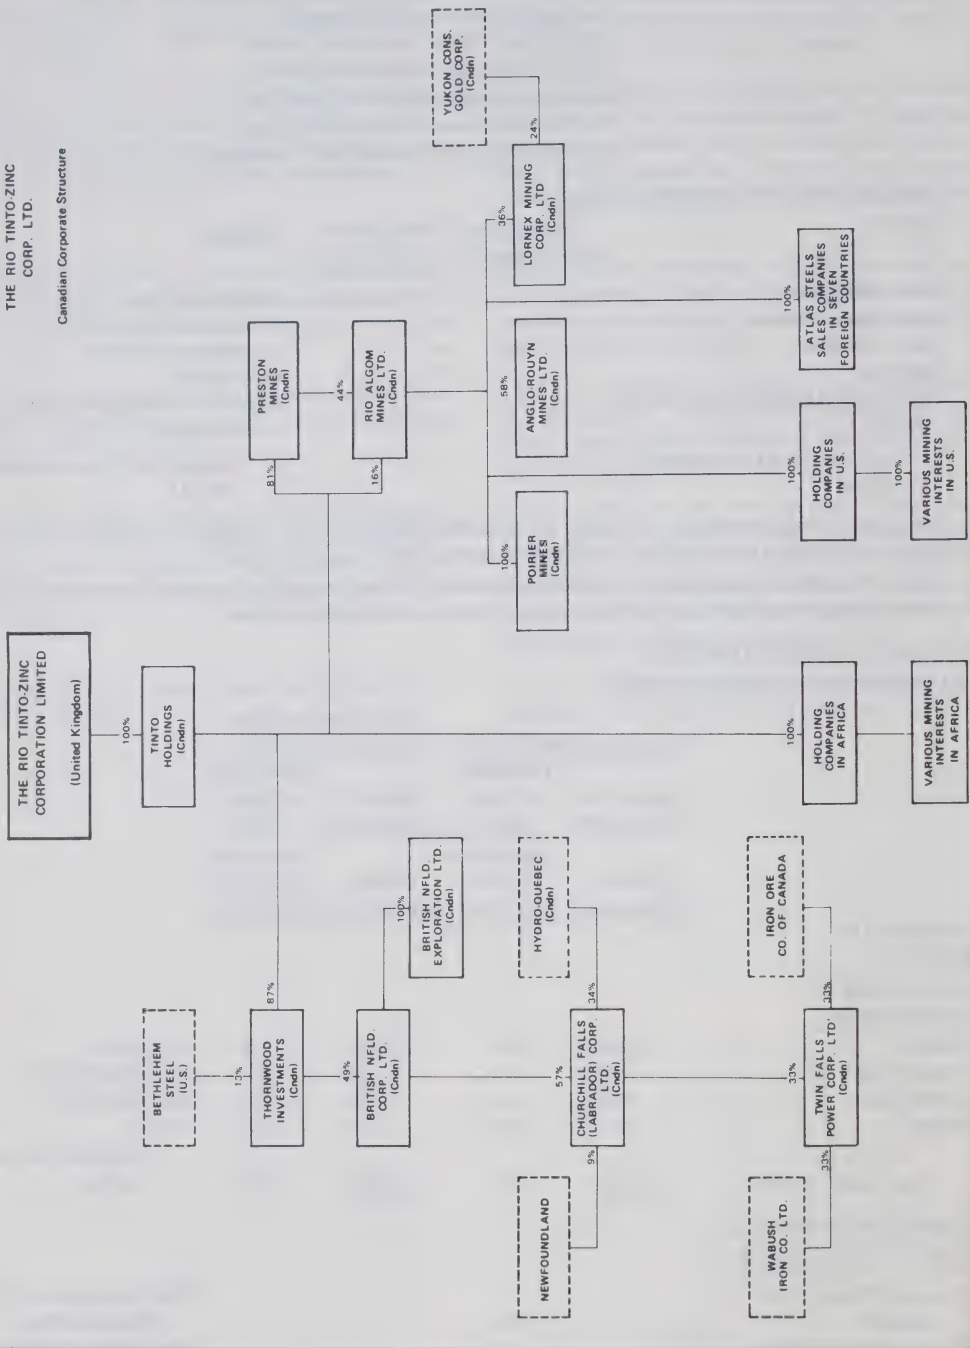 THE RIO TINTO-ZINC
CORP. LTD.
Canadian Corporate Structure
THE RIO TINTO-ZINC
CORPORATION LIMITED
(United Kingdom)
100%
TINTO
HOLDINGS
(Cndn)
BETHLEHEM
STEEL
(U.S.)
13%
87%
THORNWOOD
INVESTMENTS
(Cndn)
49%
BRITISH NFLD.
CORP. LTD.
(Cndn)
100%
BRITISH NFLD.
EXPLORATION LTD.
(Cndn)
NEWFOUNDLAND
9%
57%
CHURCHILL FALLS
(LABRADOR) CORP.
LTD.
(Cndn)
34%
HYDRO-QUEBEC
(Cndn)
WABUSH
IRON CO. LTD.
33%
33%
TWIN FALLS
POWER CORP. LTD'
(Cndn)
33%
IRON ORE
CO. OF CANADA
100%
HOLDING
COMPANIES
IN AFRICA
VARIOUS MINING
INTERESTS
IN AFRICA
81%
PRESTON
MINES
(Cndn)
44%
16%
RIO ALGOM
MINES LTD.
(Cndn)
100%
POIRIER
MINES
(Cndn)
58%
ANGLO-ROUYN
MINES LTD.
(Cndn)
36%
LORNEX MINING
CORP. LTD
(Cndn)
24%
YUKON CONS.
GOLD CORP.
(Cndn)
100%
HOLDING
COMPANIES
IN U.S.
100%
VARIOUS MINING
INTERESTS
IN U.S.
100%
ATLAS STEELS
SALES COMPANIES
IN SEVEN
FOREIGN COUNTRIES